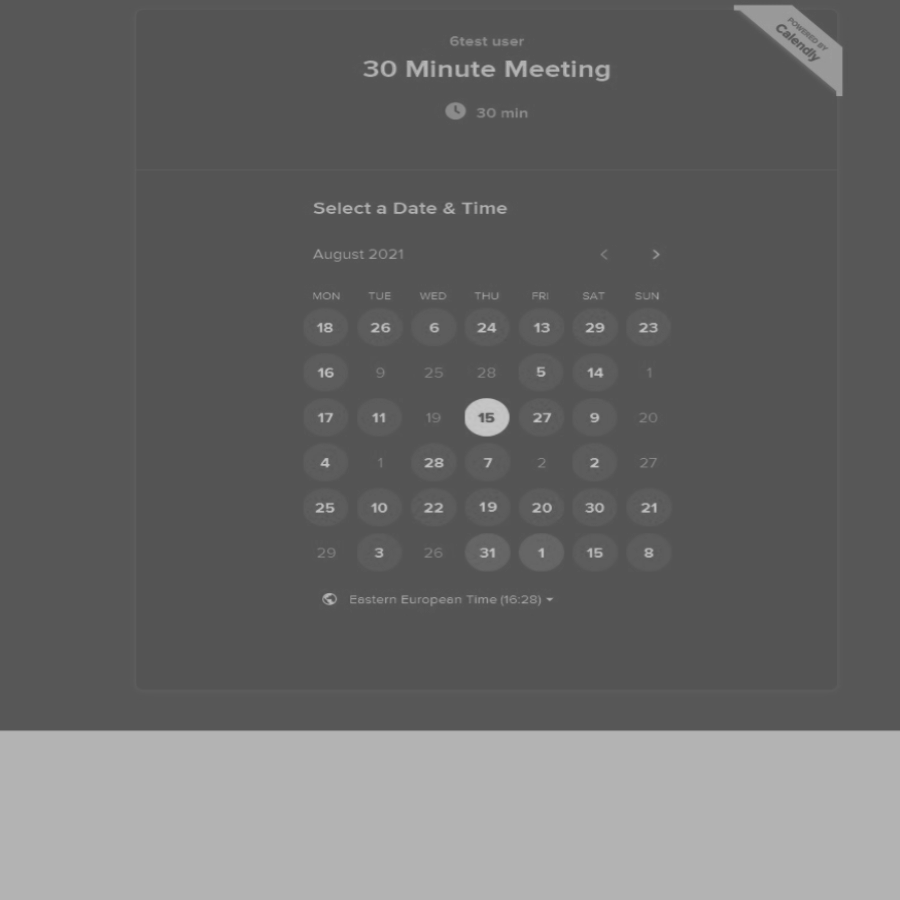 POWERED BY
Calendly
6test user
30 Minute Meeting
30 min
Select a Date & Time
August 2021
MON TUE WED THU FRI SAT SUN
18 26 6 24 13 29 23
16 9 25 28 5 14 1
17 11 19 15 27 9 20
4 1 28 7 2 2 27
25 10 22 19 20 30 21
29 3 26 31 1 15 8
Eastern European Time (16:28)